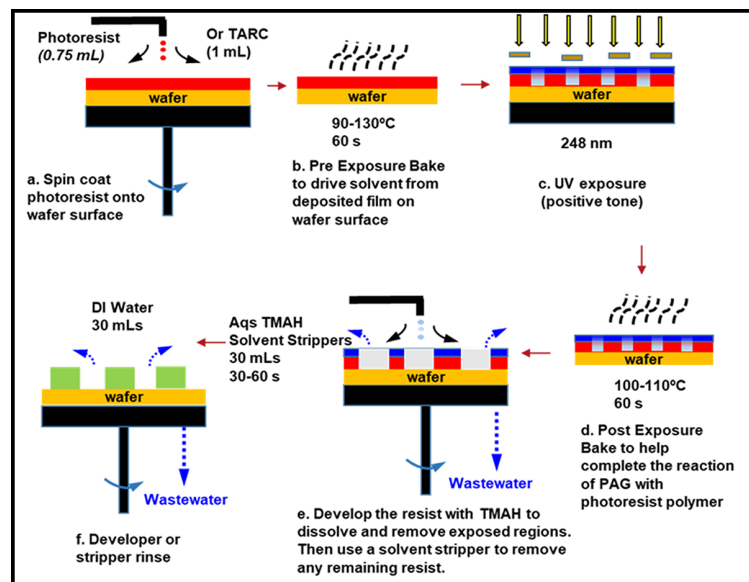 Photoresist
(0.75 mL)
Or TARC
(1 mL)
wafer
a. Spin coat
photoresist onto
wafer surface
wafer
90-130ºC
60 s
b. Pre Exposure Bake
to drive solvent from
deposited film on
wafer surface
wafer
248 nm
c. UV exposure
(positive tone)
wafer
100-110ºC
60 s
d. Post Exposure
Bake to help
complete the reaction
of PAG with
photoresist polymer
Aqs TMAH
Solvent Strippers
30 mLs
30-60 s
wafer
Wastewater
e. Develop the resist with TMAH to
dissolve and remove exposed regions.
Then use a solvent stripper to remove
any remaining resist.
DI Water
30 mLs
wafer
Wastewater
f. Developer or
stripper rinse